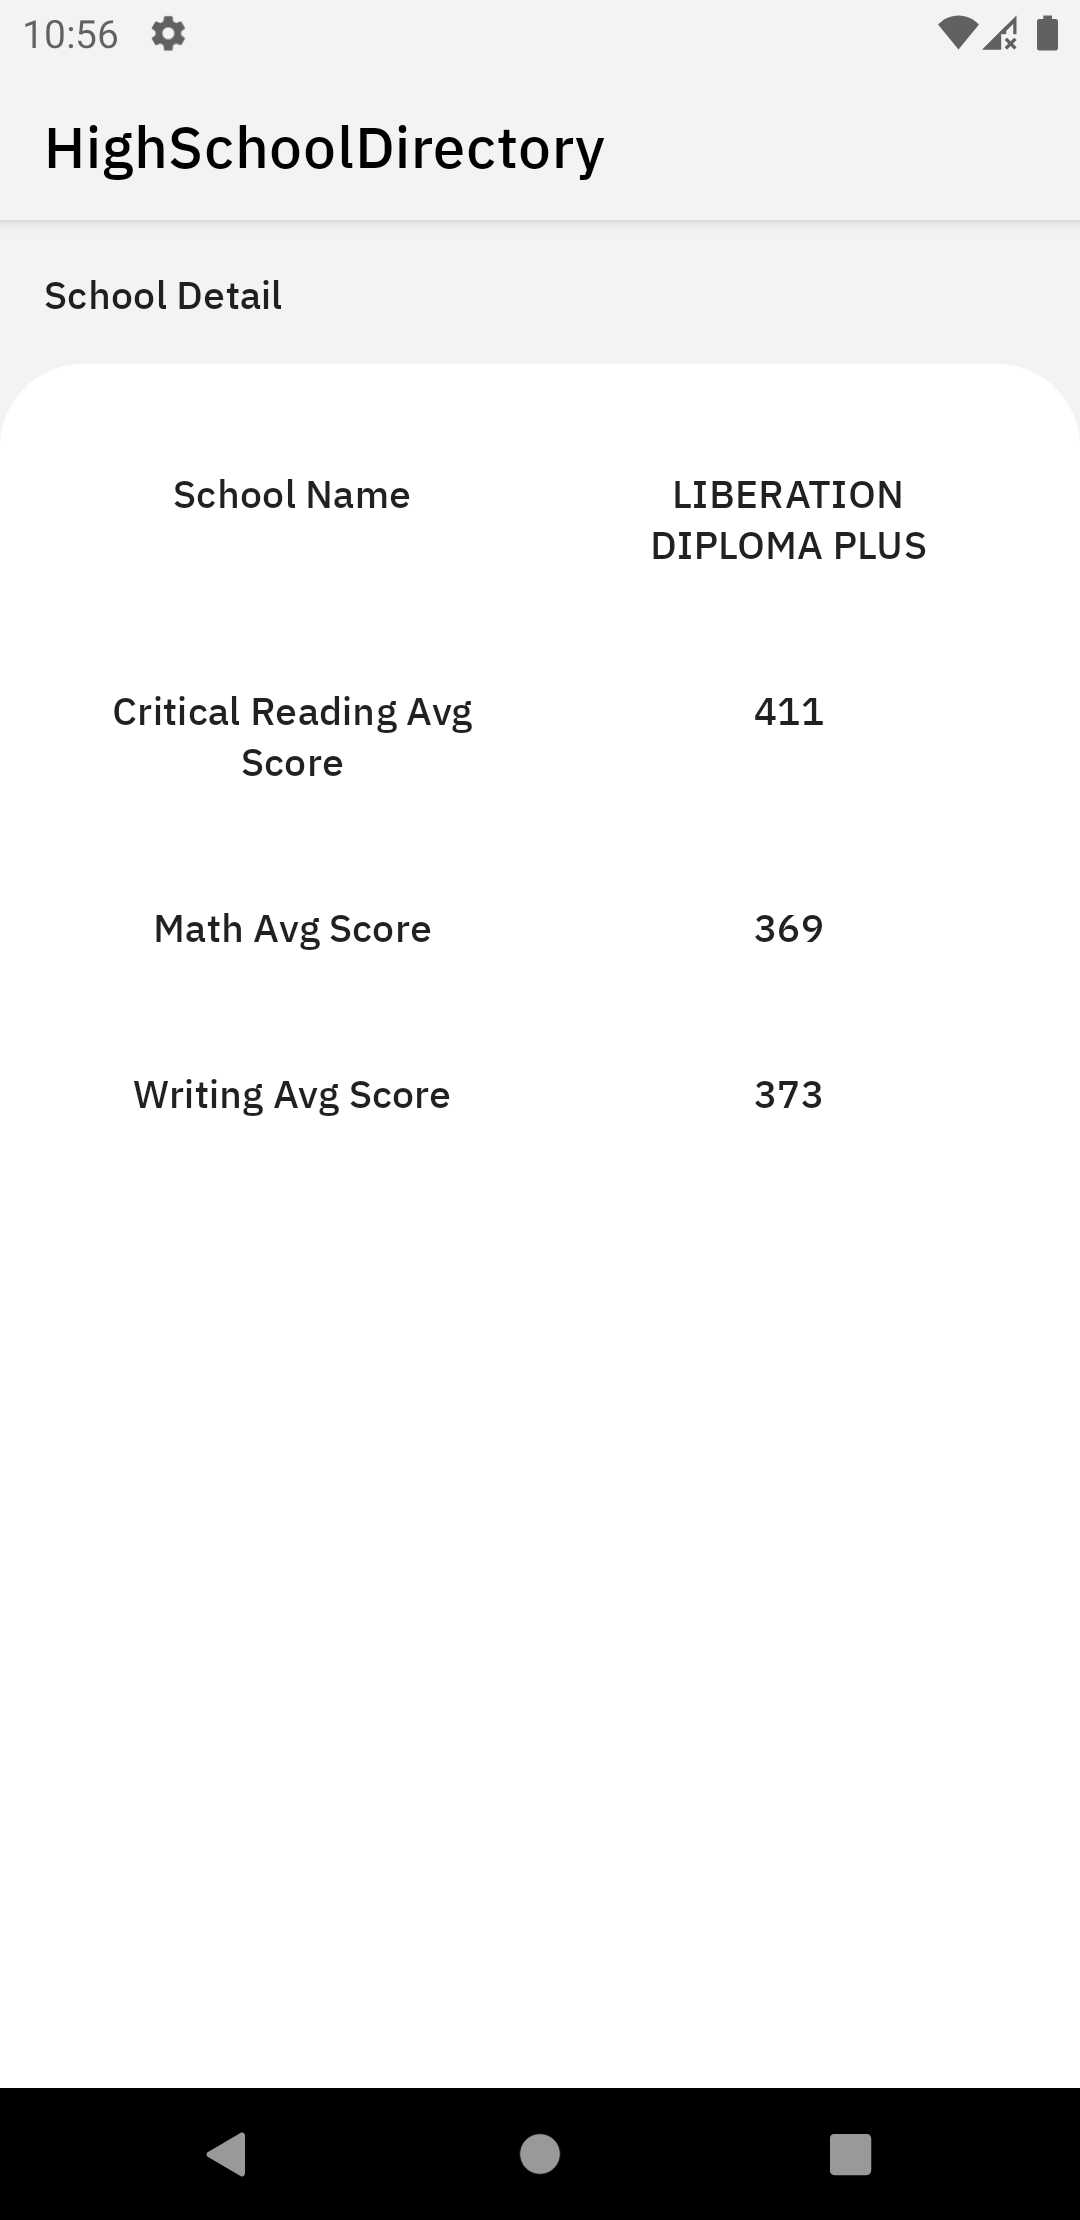 10:56
HighSchoolDirectory
School Detail
School Name
LIBERATION
DIPLOMA PLUS
Critical Reading Avg
Score
411
Math Avg Score
369
Writing Avg Score
373